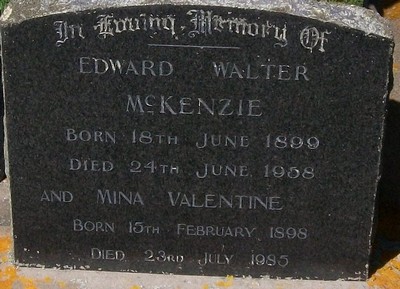 In Loving Memory Of
EDWARD WALTER
MCKENZIE
BORN 18TH JUNE 1899
DIED 24TH JUNE 1958
AND MINA VALENTINE
BORN 15TH FEBRUARY 1898
DIED 23RD JULY 1985